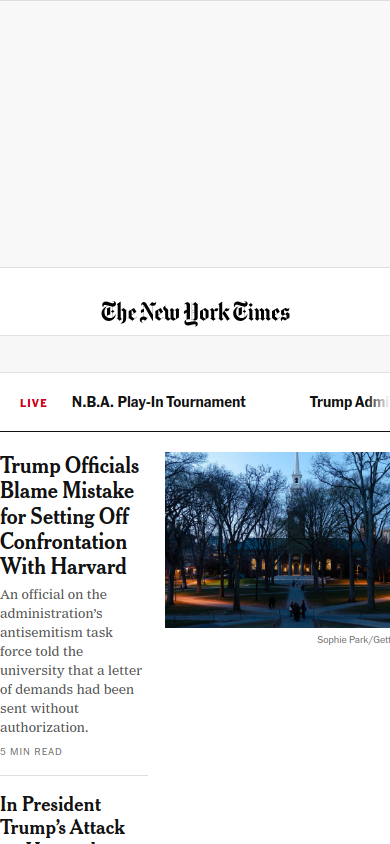 The New York Times
LIVE
N.B.A. Play-In Tournament
Trump
Trump Officials
Blame Mistake
for Setting Off
Confrontation
With Harvard
An official on the
administration's
antisemitism task
force told the
university that a letter
of demands had been
sent without
authorization.
5 MIN READ
Sophie Park/Gett
In President
Trump's Attack